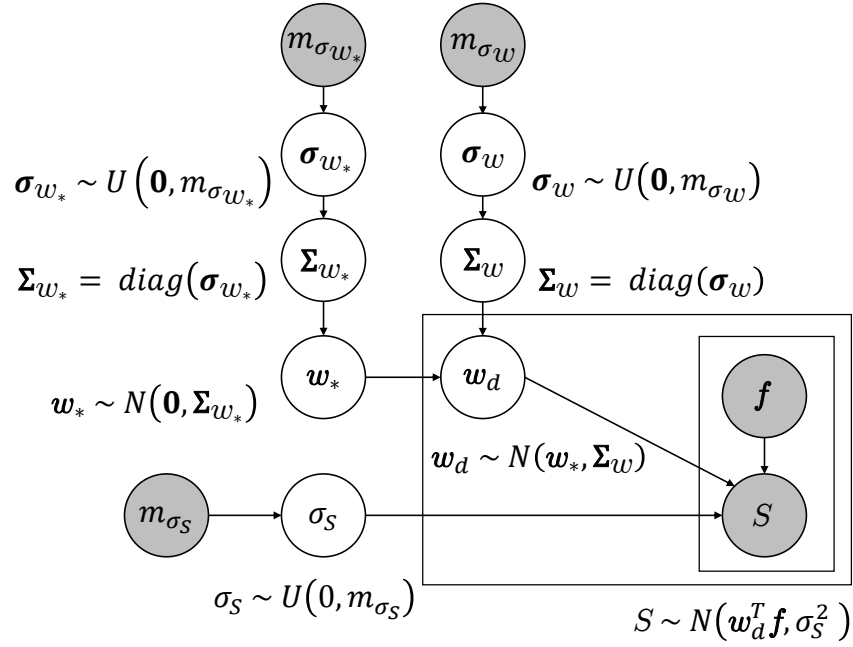 m_{σ_{w_*}} m_{σ_w}
𝝈_{w_*} 𝝈_w
𝝈_{w_*} ~ U(𝟎, m_{σ_{w_*}}) 𝝈_w ~ U(𝟎, m_{σ_w})
𝚺_{w_*} 𝚺_w
𝚺_{w_*} = diag(𝝈_{w_*}) 𝚺_w = diag(𝝈_w)
𝒘_* 𝒘_d 𝒇
𝒘_* ~ N(𝟎, 𝚺_{w_*})
𝒘_d ~ N(𝒘_*, 𝚺_w)
m_{σ_S} σ_S S
σ_S ~ U(0, m_{σ_S})
S ~ N(𝒘_d^T 𝒇, σ_S^2)